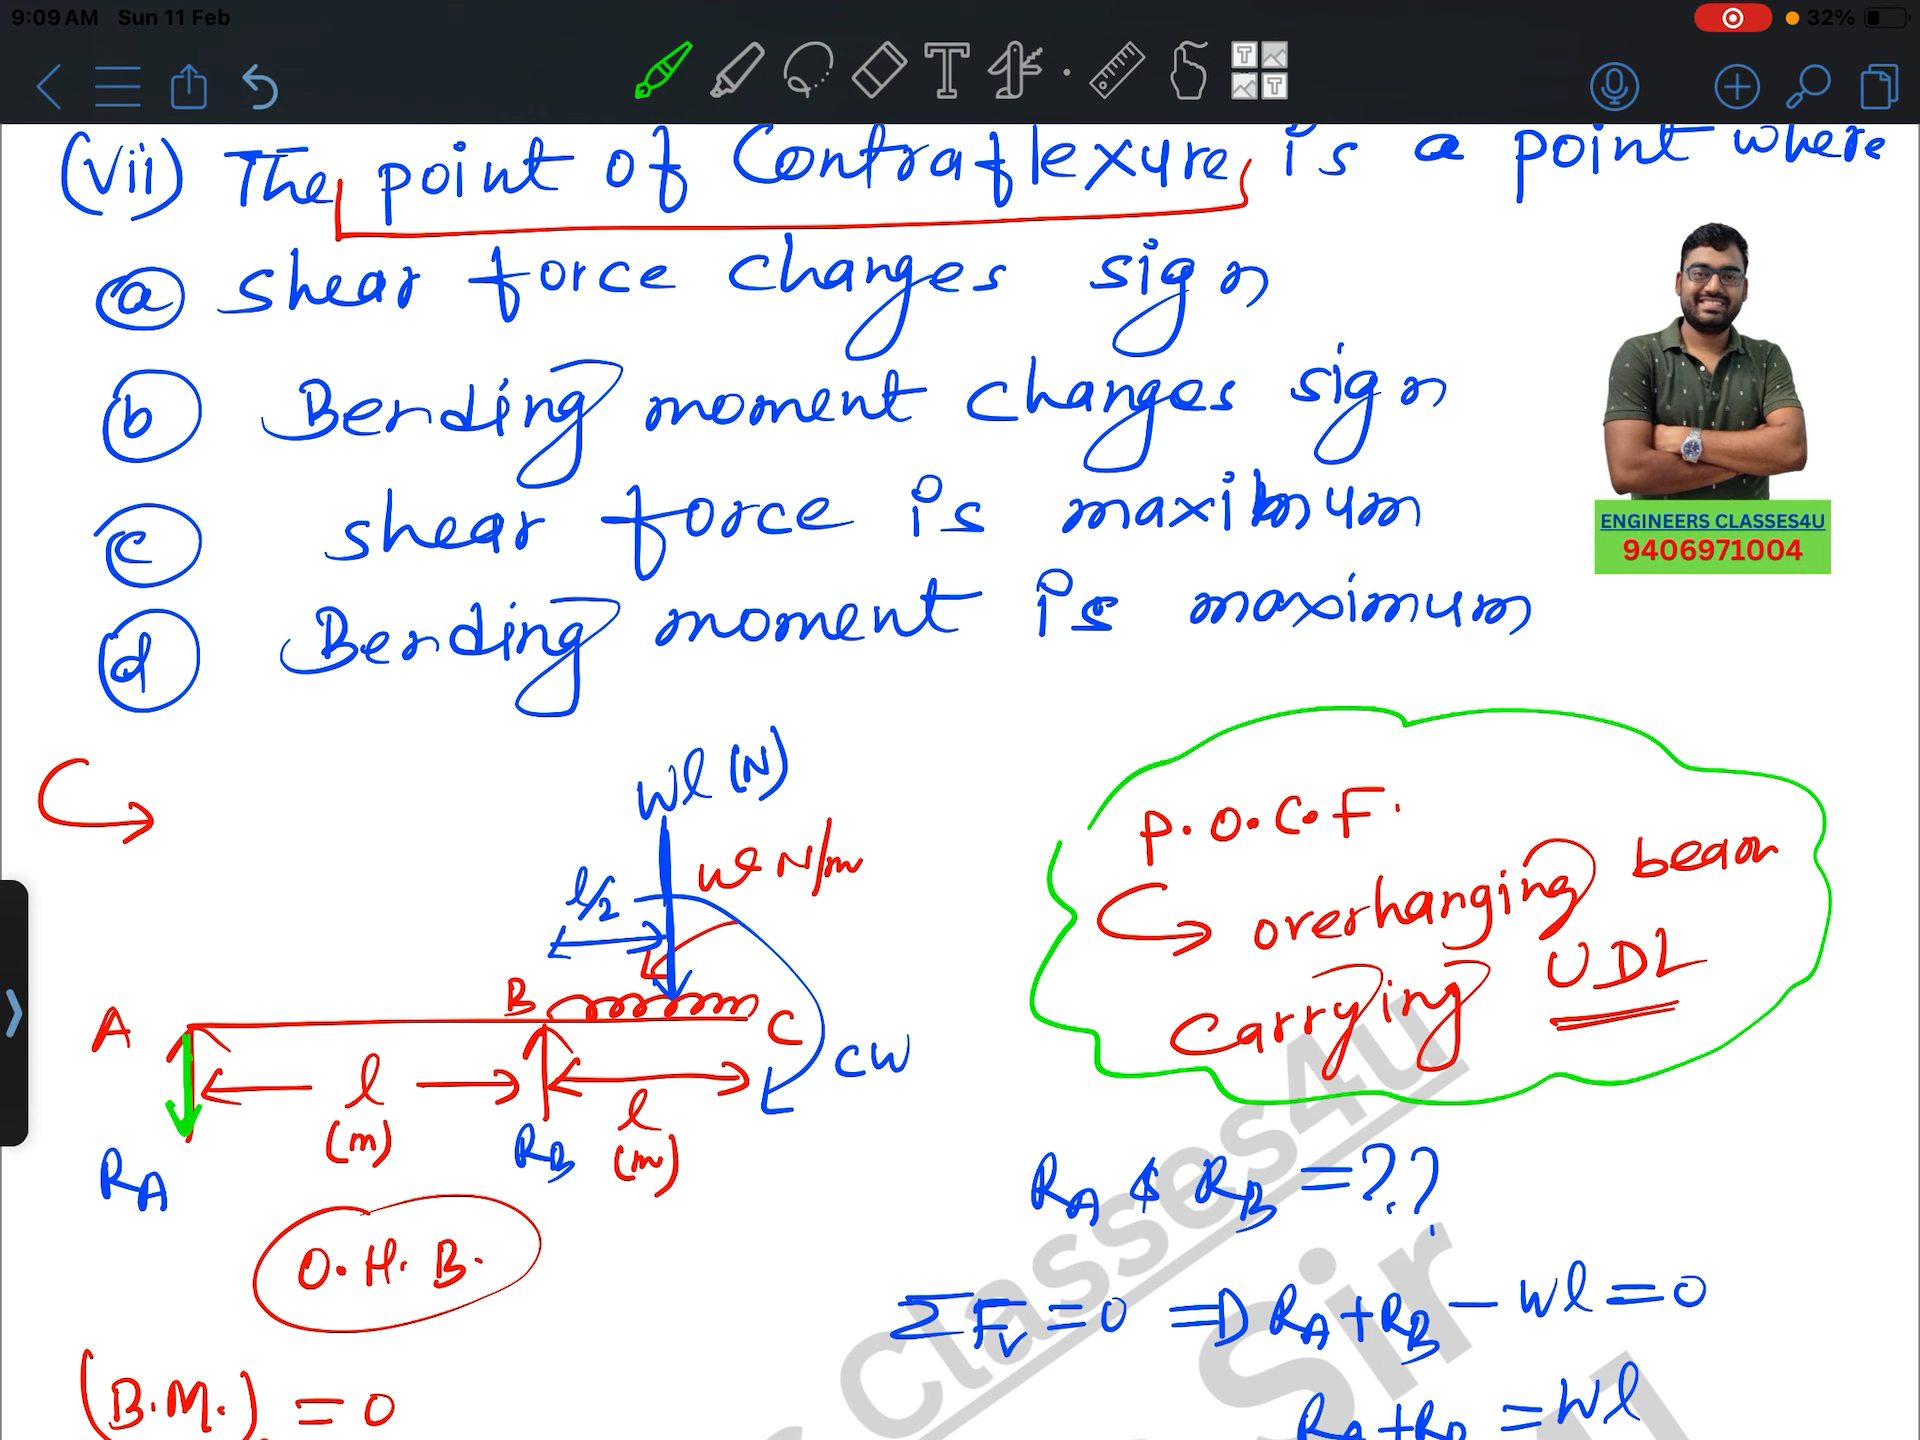 9:09 AM Sun 11 Feb
32%
(vii) The point of Contraflexure is a point where
(a) shear force changes sign
(b) Bending moment changes sign
(c) shear force is maximum
(d) Bending moment is maximum
ENGINEERS CLASSES4U
9406971004
wl (N)
l/2
w N/m
A
B
C
CW
l
(m)
l
(m)
RA
RB
O.H.B.
P.O.C.F.
overhanging beam
Carrying UDL
RA & RB = ??
ΣFv = 0 ⇒ RA + RB - wl = 0
(B.M.) = 0
RA + RB = wl
Classes4u
Sir